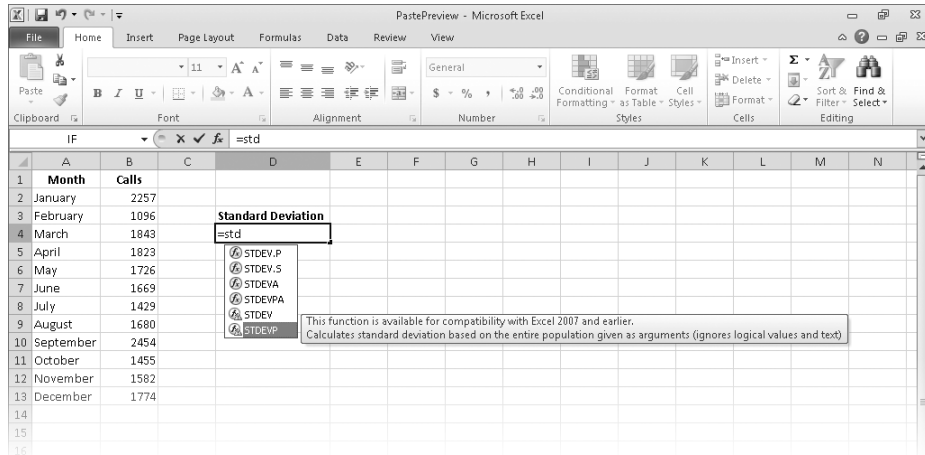 PastePreview - Microsoft Excel
File Home Insert Page Layout Formulas Data Review View
Paste
Clipboard
11 A A
B I U A
Font
Alignment
General
$ % , .0 .00 .00 .0
Number
Conditional Formatting
Format as Table
Cell Styles
Styles
Insert
Delete
Format
Cells
Σ
Sort & Filter
Find & Select
Editing
IF fx =std
A B C D E F G H I J K L M N
1 Month Calls
2 January 2257
3 February 1096 Standard Deviation
4 March 1843 =std
5 April 1823 STDEV.P
6 May 1726 STDEV.S
7 June 1669 STDEVA
8 July 1429 STDEVPA
9 August 1680 STDEV
10 September 2454 STDEVP
This function is available for compatibility with Excel 2007 and earlier.
Calculates standard deviation based on the entire population given as arguments (ignores logical values and text)
11 October 1455
12 November 1582
13 December 1774
14
15
16